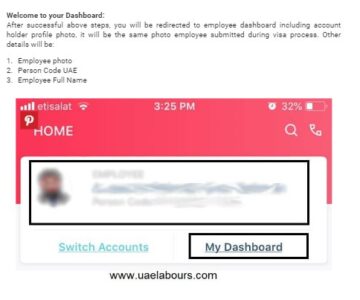 Welcome to your Dashboard:
After successful above steps, you will be redirected to employee dashboard including account
holder profile photo, it will be the same photo employee submitted during visa process. Other
details will be:
1. Employee photo
2. Person Code UAE
3. Employee Full Name
etisalat 3:25 PM 32%
HOME
EMPLOYEE
Person Code
Switch Accounts My Dashboard
www.uaelabours.com